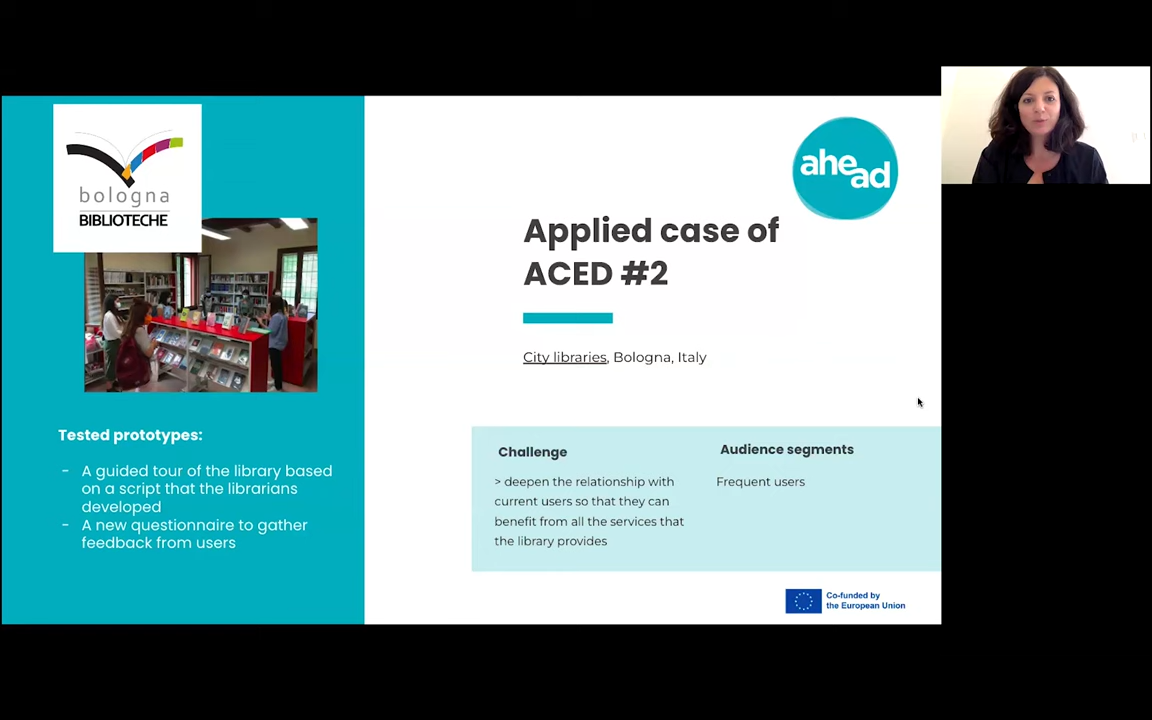 bologna
BIBLIOTECHE
Tested prototypes:
- A guided tour of the library based
on a script that the librarians
developed
- A new questionnaire to gather
feedback from users
ahead
Applied case of
ACED #2
City libraries, Bologna, Italy
Challenge
> deepen the relationship with
current users so that they can
benefit from all the services that
the library provides
Audience segments
Frequent users
Co-funded by
the European Union